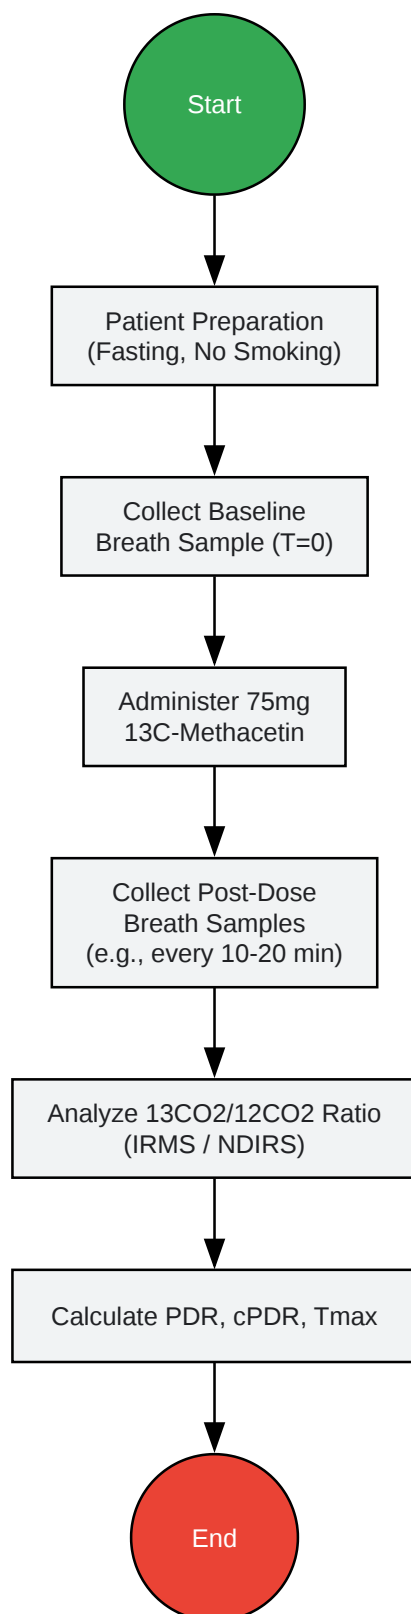 Start
Patient Preparation
(Fasting, No Smoking)
Collect Baseline
Breath Sample (T=0)
Administer 75mg
13C-Methacetin
Collect Post-Dose
Breath Samples
(e.g., every 10-20 min)
Analyze 13CO2/12CO2 Ratio
(IRMS / NDIRS)
Calculate PDR, cPDR, Tmax
End